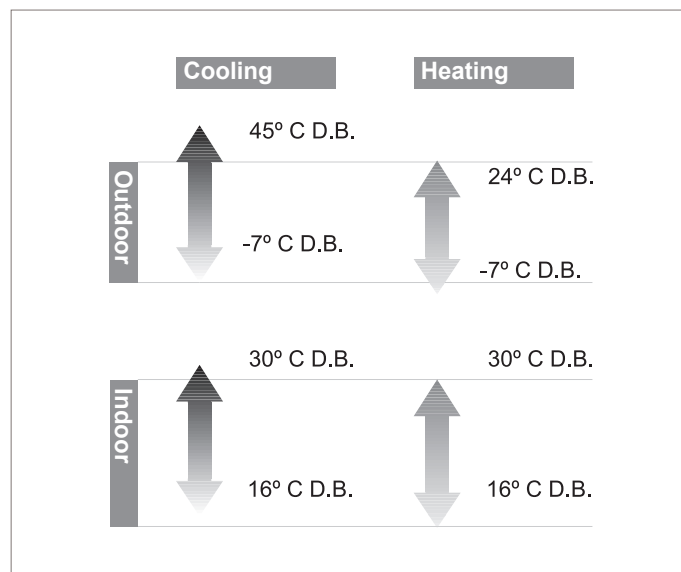 Cooling
Heating
Outdoor
45º C D.B.
24º C D.B.
-7º C D.B.
-7º C D.B.
Indoor
30º C D.B.
30º C D.B.
16º C D.B.
16º C D.B.